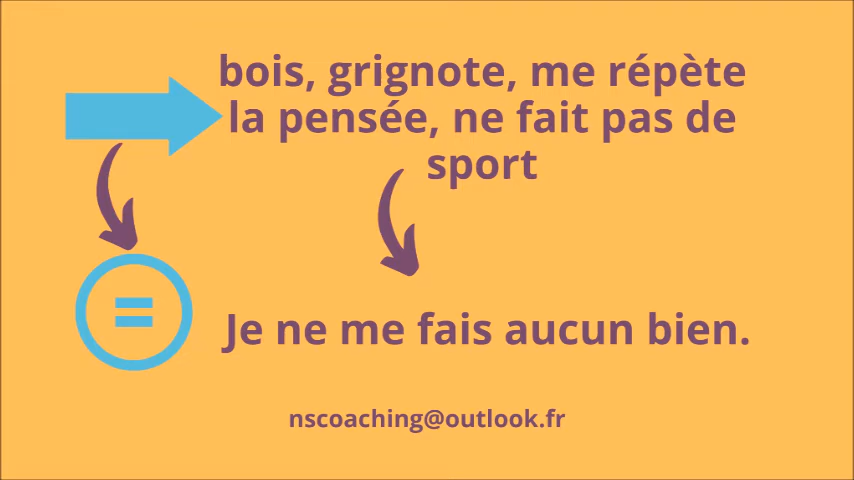 bois, grignote, me répète
la pensée, ne fait pas de
sport
=
Je ne me fais aucun bien.
nscoaching@outlook.fr